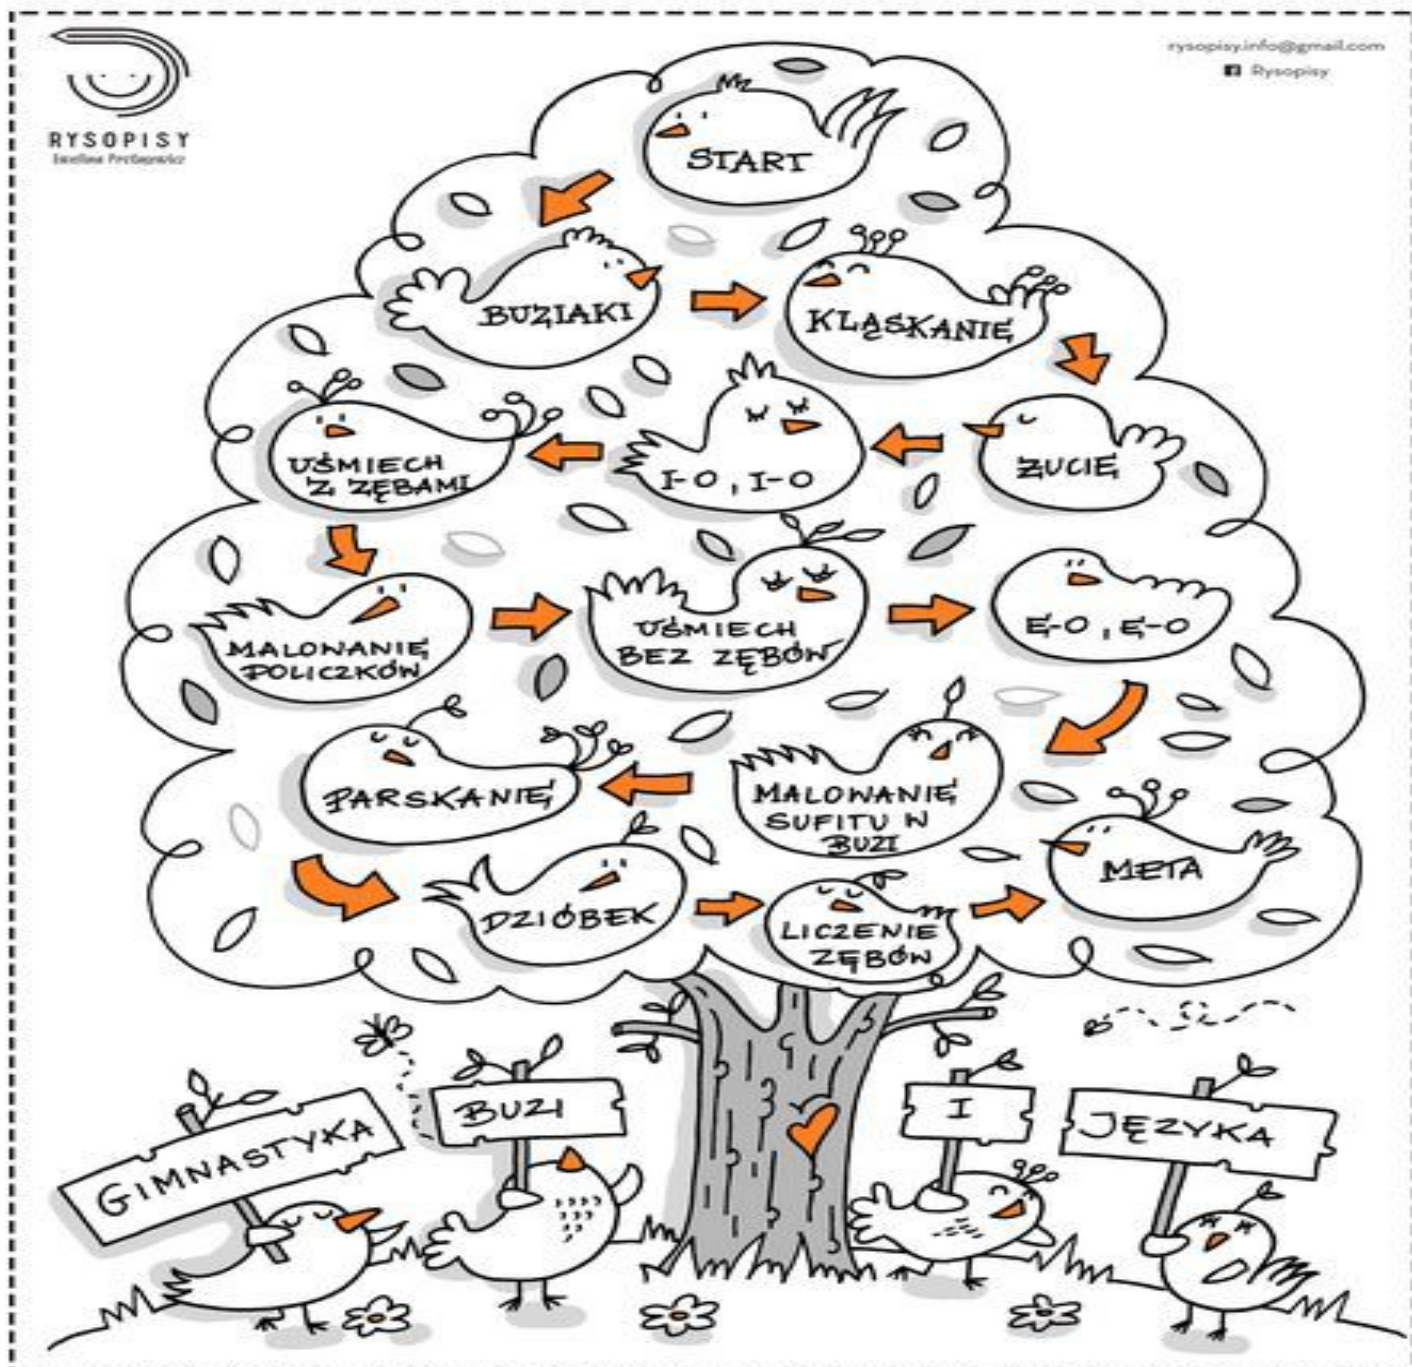 RYSOPISY
rysopisy.info@gmail.com
Rysopisy
START
BUZIAKI
KLĄSKANIE
ŻUCIE
I-O, I-O
UŚMIECH
Z ZĘBAMI
MALOWANIE
POLICZKÓW
UŚMIECH
BEZ ZĘBÓW
E-O, E-O
MALOWANIE
SUFITU W
BUZI
PARSKANIE
DZIÓBEK
LICZENIE
ZĘBÓW
META
GIMNASTYKA
BUZI
I
JĘZYKA